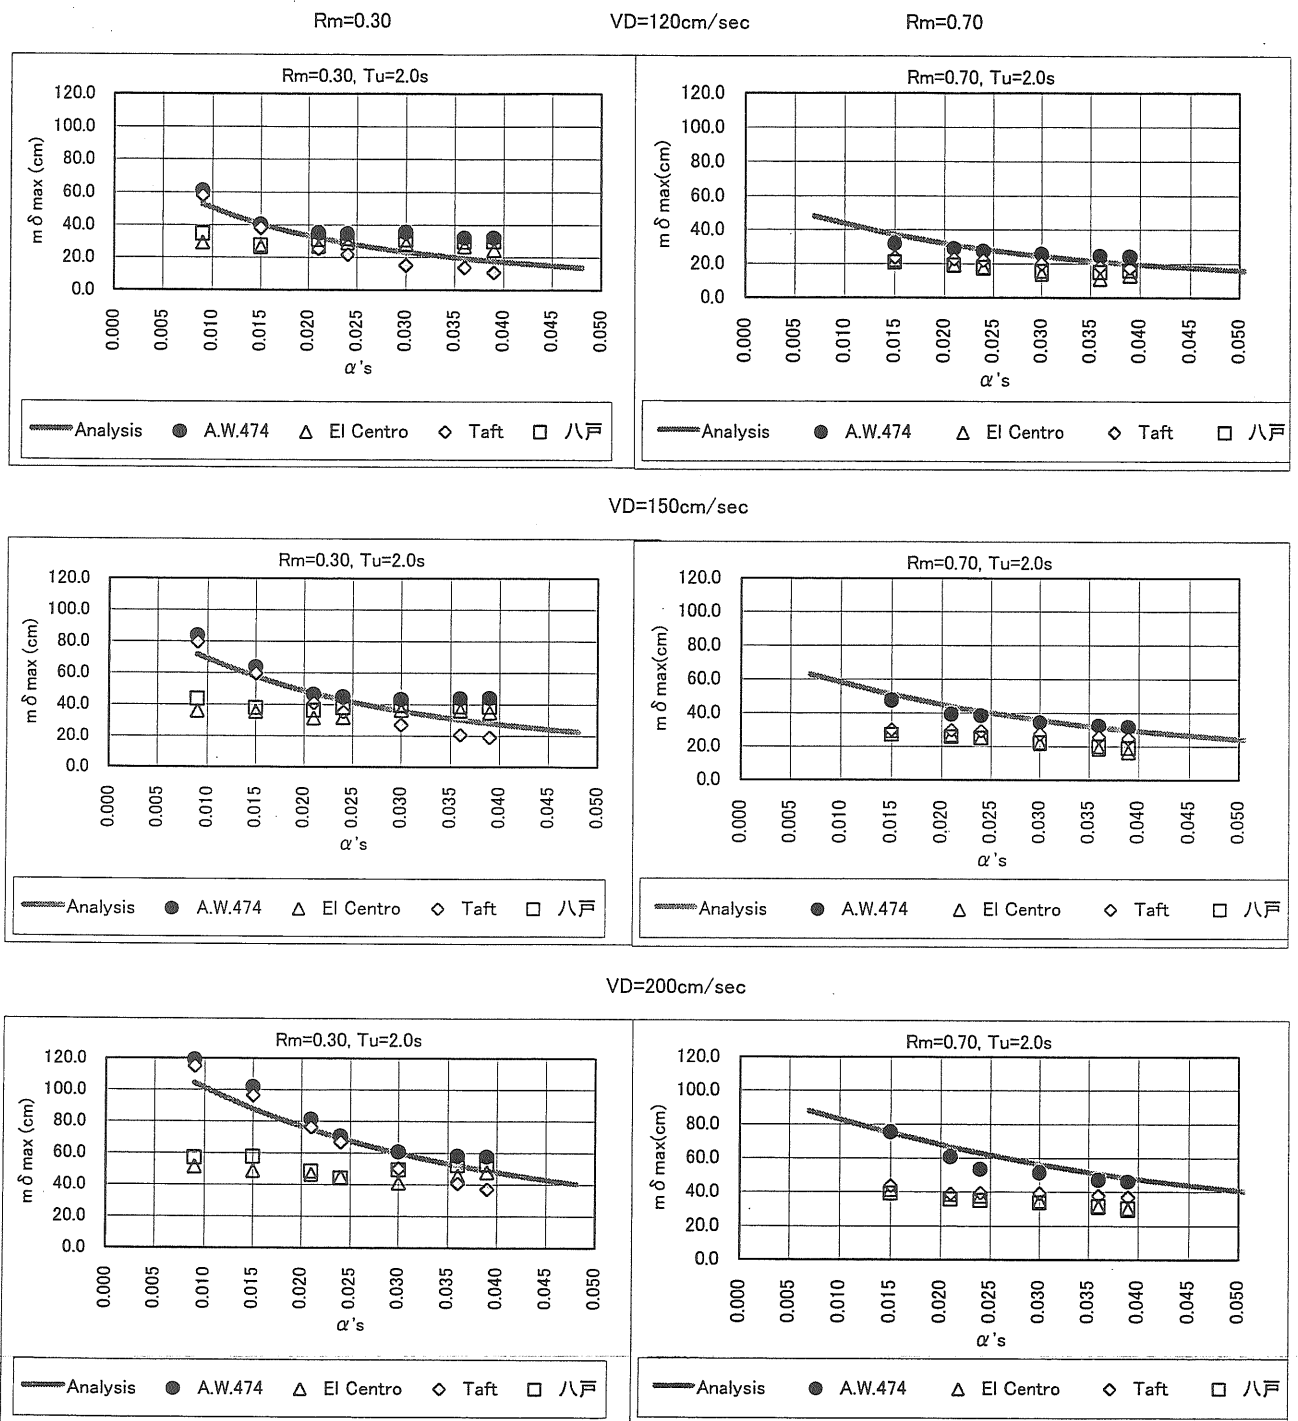 Rm=0.30 VD=120cm/sec Rm=0.70
Rm=0.30, Tu=2.0s
120.0
100.0
80.0
60.0
40.0
20.0
0.0
m δ max (cm)
0.000 0.005 0.010 0.015 0.020 0.025 0.030 0.035 0.040 0.045 0.050
α's
Analysis A.W.474 El Centro Taft 八戸
Rm=0.70, Tu=2.0s
120.0
100.0
80.0
60.0
40.0
20.0
0.0
m δ max(cm)
0.000 0.005 0.010 0.015 0.020 0.025 0.030 0.035 0.040 0.045 0.050
α's
Analysis A.W.474 El Centro Taft 八戸
VD=150cm/sec
Rm=0.30, Tu=2.0s
120.0
100.0
80.0
60.0
40.0
20.0
0.0
m δ max (cm)
0.000 0.005 0.010 0.015 0.020 0.025 0.030 0.035 0.040 0.045 0.050
α's
Analysis A.W.474 El Centro Taft 八戸
Rm=0.70, Tu=2.0s
120.0
100.0
80.0
60.0
40.0
20.0
0.0
m δ max(cm)
0.000 0.005 0.010 0.015 0.020 0.025 0.030 0.035 0.040 0.045 0.050
α's
Analysis A.W.474 El Centro Taft 八戸
VD=200cm/sec
Rm=0.30, Tu=2.0s
120.0
100.0
80.0
60.0
40.0
20.0
0.0
m δ max (cm)
0.000 0.005 0.010 0.015 0.020 0.025 0.030 0.035 0.040 0.045 0.050
α's
Analysis A.W.474 El Centro Taft 八戸
Rm=0.70, Tu=2.0s
120.0
100.0
80.0
60.0
40.0
20.0
0.0
m δ max(cm)
0.000 0.005 0.010 0.015 0.020 0.025 0.030 0.035 0.040 0.045 0.050
α's
Analysis A.W.474 El Centro Taft 八戸